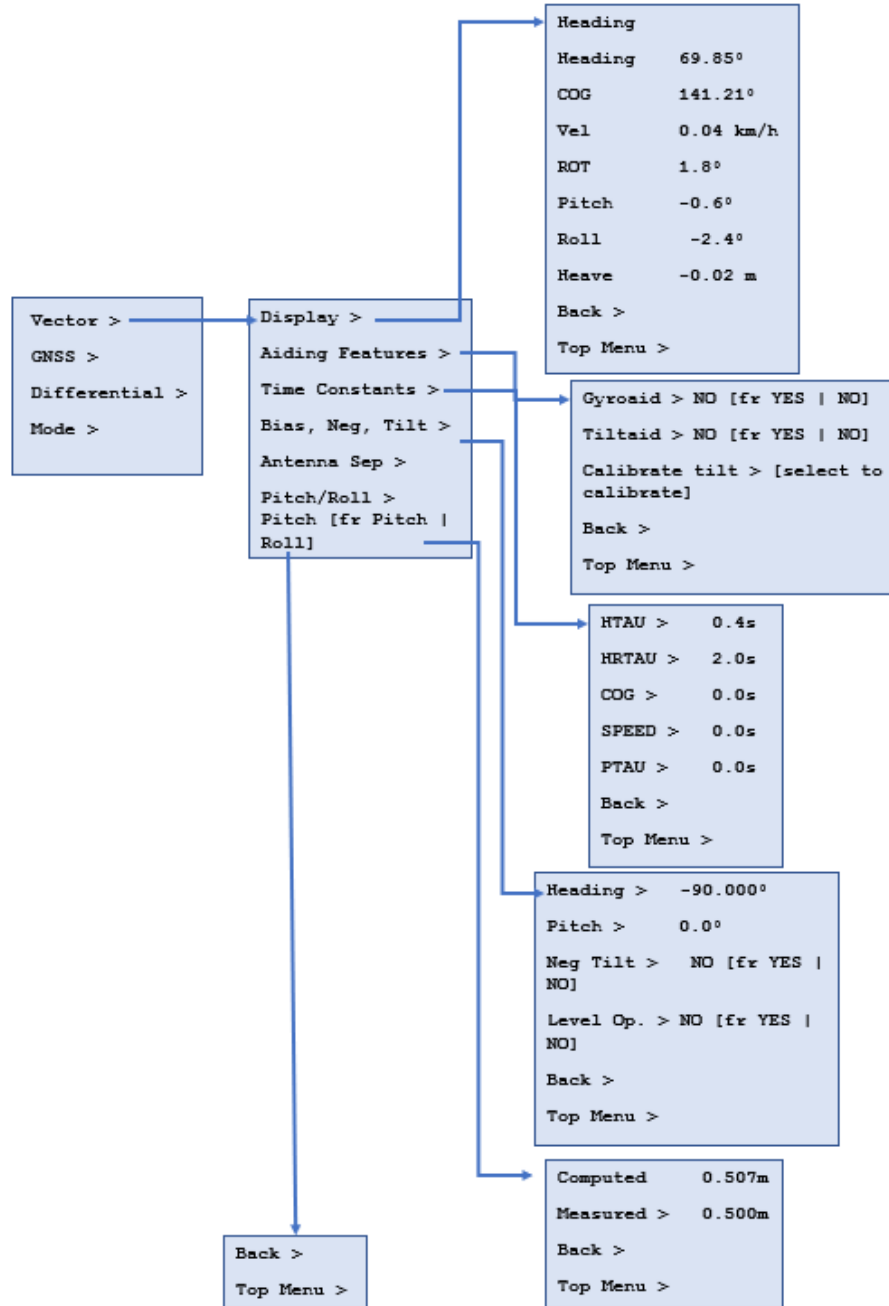 Vector >
GNSS >
Differential >
Mode >
Display >
Aiding Features >
Time Constants >
Bias, Neg, Tilt >
Antenna Sep >
Pitch/Roll >
Pitch [fr Pitch |
Roll]
Heading
Heading 69.85º
COG 141.21º
Vel 0.04 km/h
ROT 1.8º
Pitch -0.6º
Roll -2.4º
Heave -0.02 m
Back >
Top Menu >
Gyroaid > NO [fr YES | NO]
Tiltaid > NO [fr YES | NO]
Calibrate tilt > [select to
calibrate]
Back >
Top Menu >
HTAU > 0.4s
HRTAU > 2.0s
COG > 0.0s
SPEED > 0.0s
PTAU > 0.0s
Back >
Top Menu >
Heading > -90.000º
Pitch > 0.0º
Neg Tilt > NO [fr YES |
NO]
Level Op. > NO [fr YES |
NO]
Back >
Top Menu >
Computed 0.507m
Measured > 0.500m
Back >
Top Menu >
Back >
Top Menu >